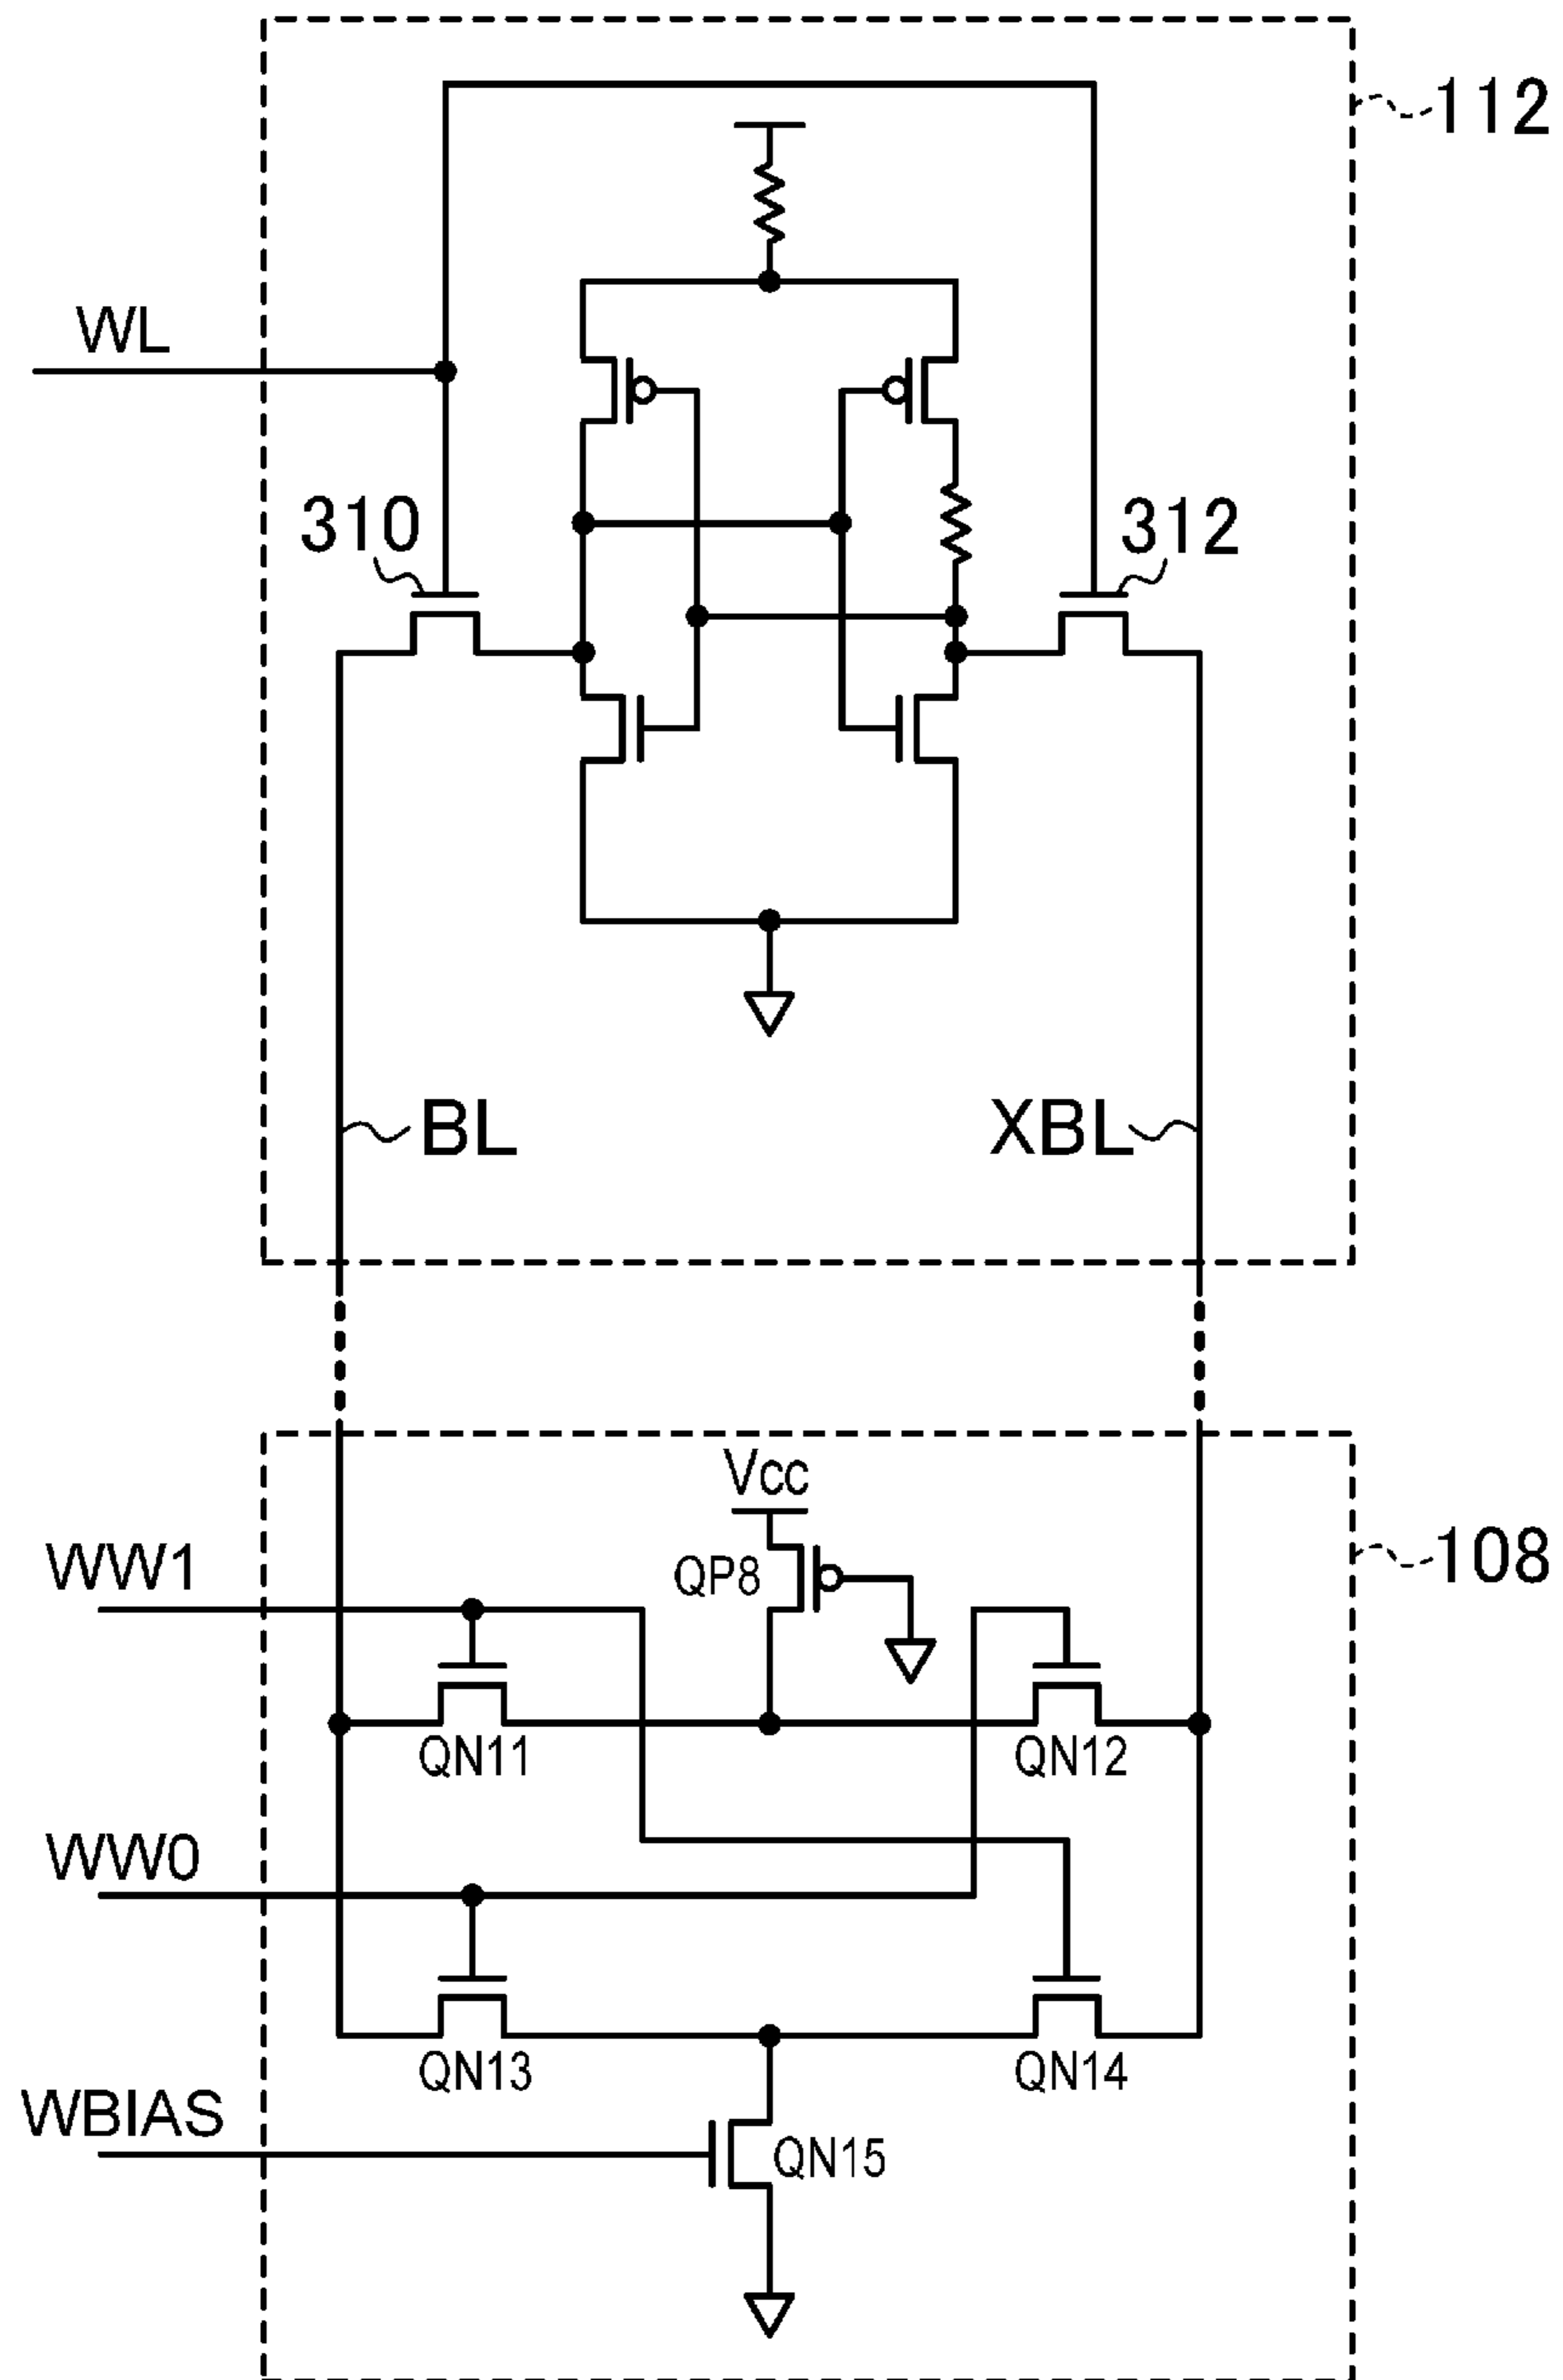 112
WL
310
312
BL
XBL
Vcc
WW1
QP8
108
QN11
QN12
WW0
QN13
QN14
WBIAS
QN15